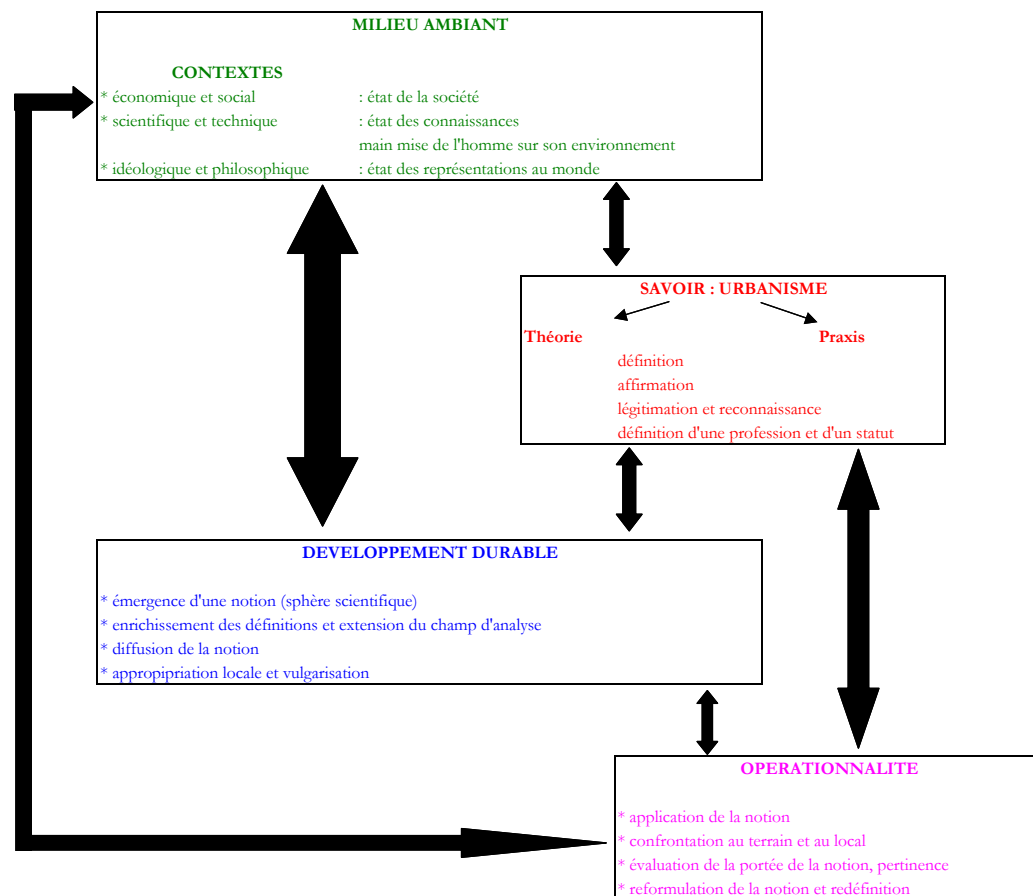 MILIEU AMBIANT
CONTEXTES
* économique et social : état de la société
* scientifique et technique : état des connaissances
main mise de l'homme sur son environnement
* idéologique et philosophique : état des représentations au monde
SAVOIR : URBANISME
Théorie Praxis
définition
affirmation
légitimation et reconnaissance
définition d'une profession et d'un statut
DEVELOPPEMENT DURABLE
* émergence d'une notion (sphère scientifique)
* enrichissement des définitions et extension du champ d'analyse
* diffusion de la notion
* appropipriation locale et vulgarisation
OPERATIONNALITE
* application de la notion
* confrontation au terrain et au local
* évaluation de la portée de la notion, pertinence
* reformulation de la notion et redéfinition